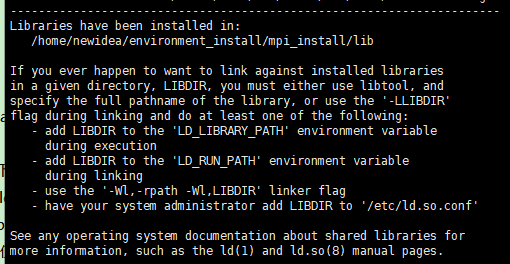 ----------------------------------------------------------------------
Libraries have been installed in:
   /home/newidea/environment_install/mpi_install/lib

If you ever happen to want to link against installed libraries
in a given directory, LIBDIR, you must either use libtool, and
specify the full pathname of the library, or use the '-LLIBDIR'
flag during linking and do at least one of the following:
   - add LIBDIR to the 'LD_LIBRARY_PATH' environment variable
     during execution
   - add LIBDIR to the 'LD_RUN_PATH' environment variable
     during linking
   - use the '-Wl,-rpath -Wl,LIBDIR' linker flag
   - have your system administrator add LIBDIR to '/etc/ld.so.conf'

See any operating system documentation about shared libraries for
more information, such as the ld(1) and ld.so(8) manual pages.